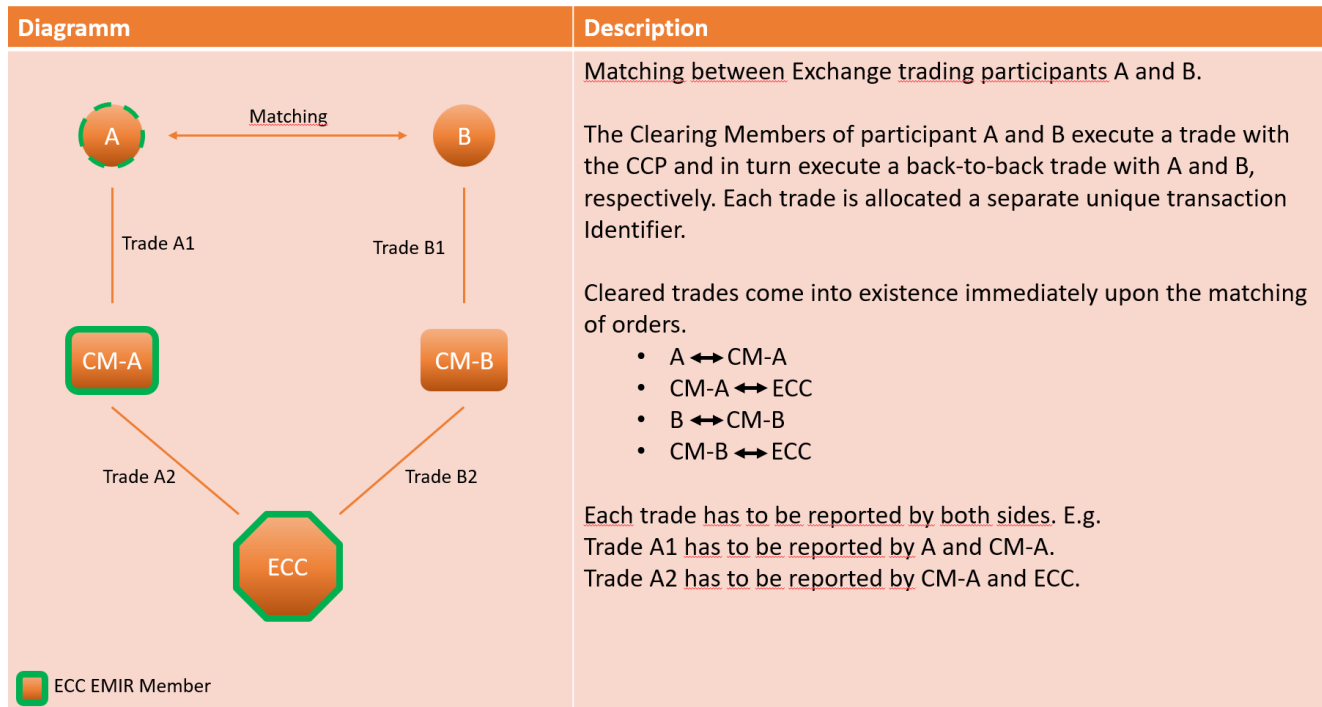 Diagramm
Description
A
Matching
B
Trade A1
Trade B1
CM-A
CM-B
Trade A2
Trade B2
ECC
ECC EMIR Member
Matching between Exchange trading participants A and B.
The Clearing Members of participant A and B execute a trade with
the CCP and in turn execute a back-to-back trade with A and B,
respectively. Each trade is allocated a separate unique transaction
Identifier.
Cleared trades come into existence immediately upon the matching
of orders.
• A ↔ CM-A
• CM-A ↔ ECC
• B ↔ CM-B
• CM-B ↔ ECC
Each trade has to be reported by both sides. E.g.
Trade A1 has to be reported by A and CM-A.
Trade A2 has to be reported by CM-A and ECC.